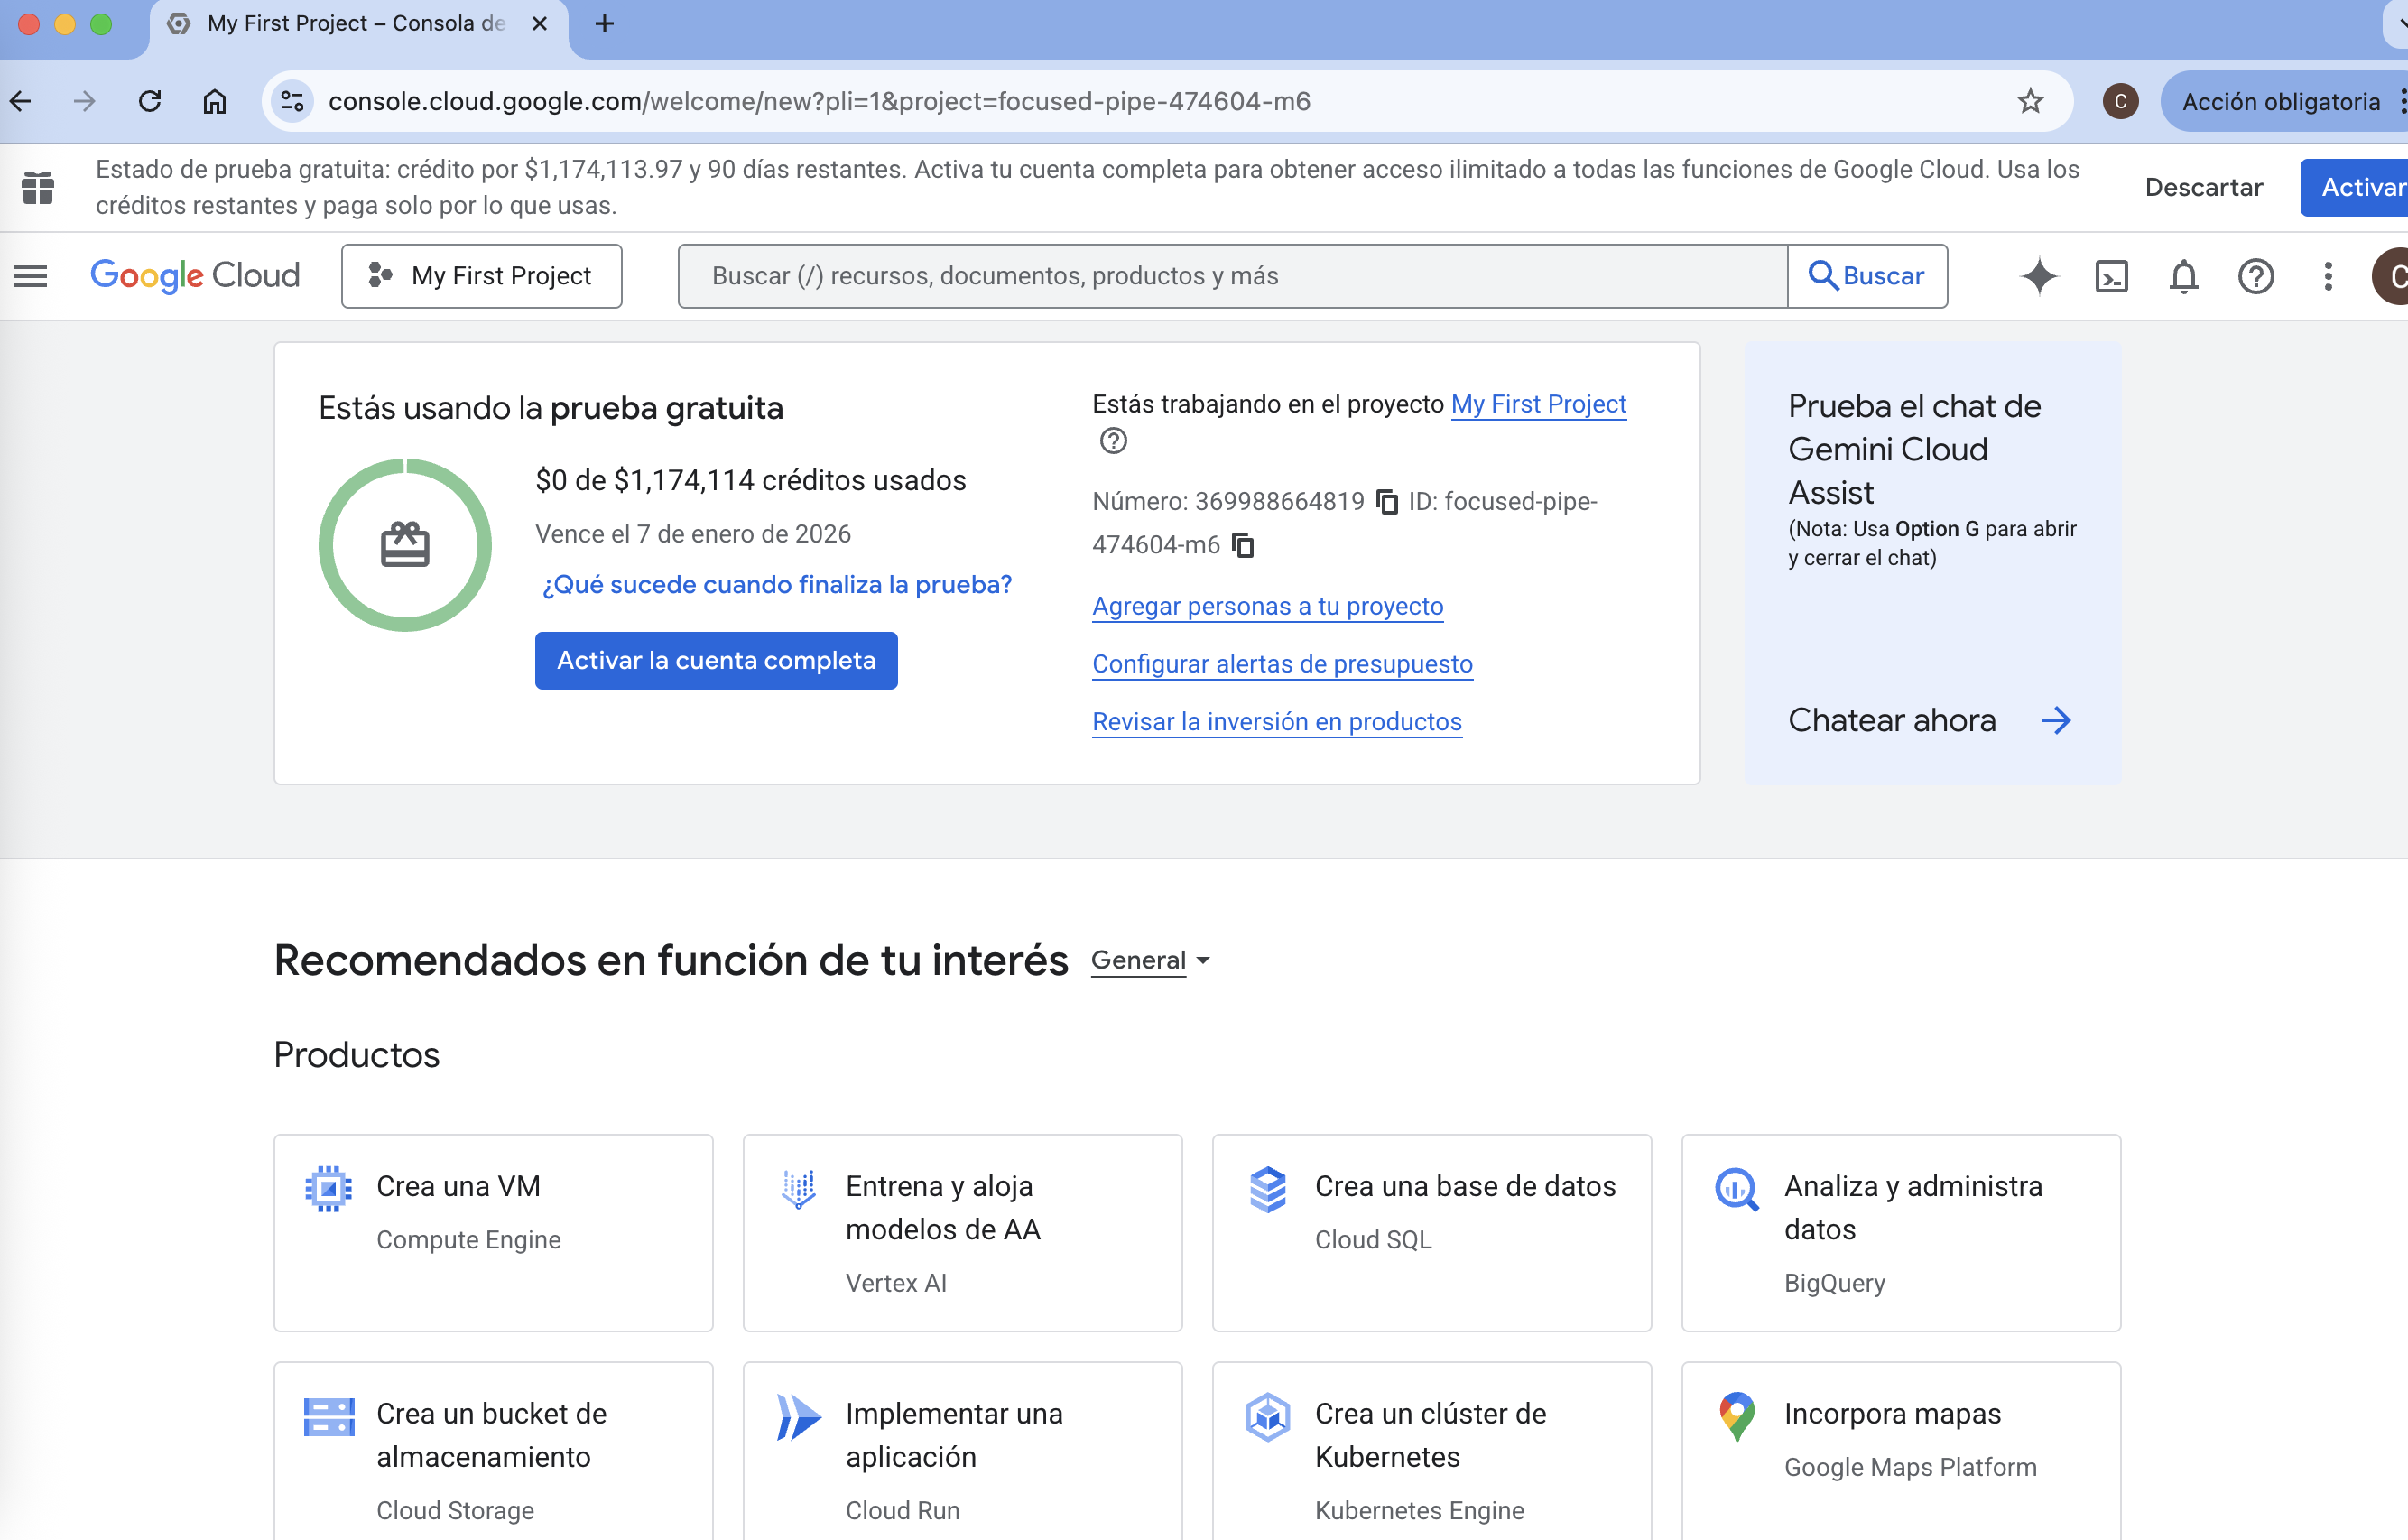 My First Project – Consola de
console.cloud.google.com/welcome/new?pli=1&project=focused-pipe-474604-m6
C
Acción obligatoria
Estado de prueba gratuita: crédito por $1,174,113.97 y 90 días restantes. Activa tu cuenta completa para obtener acceso ilimitado a todas las funciones de Google Cloud. Usa los
créditos restantes y paga solo por lo que usas.
Descartar
Activar
Google Cloud
My First Project
Buscar (/) recursos, documentos, productos y más
Buscar
C
Estás usando la prueba gratuita
$0 de $1,174,114 créditos usados
Vence el 7 de enero de 2026
¿Qué sucede cuando finaliza la prueba?
Activar la cuenta completa
Estás trabajando en el proyecto My First Project
Número: 369988664819 ID: focused-pipe-
474604-m6
Agregar personas a tu proyecto
Configurar alertas de presupuesto
Revisar la inversión en productos
Prueba el chat de
Gemini Cloud
Assist
(Nota: Usa Option G para abrir
y cerrar el chat)
Chatear ahora
Recomendados en función de tu interés
General
Productos
Crea una VM
Compute Engine
Entrena y aloja
modelos de AA
Vertex AI
Crea una base de datos
Cloud SQL
Analiza y administra
datos
BigQuery
Crea un bucket de
almacenamiento
Cloud Storage
Implementar una
aplicación
Cloud Run
Crea un clúster de
Kubernetes
Kubernetes Engine
Incorpora mapas
Google Maps Platform